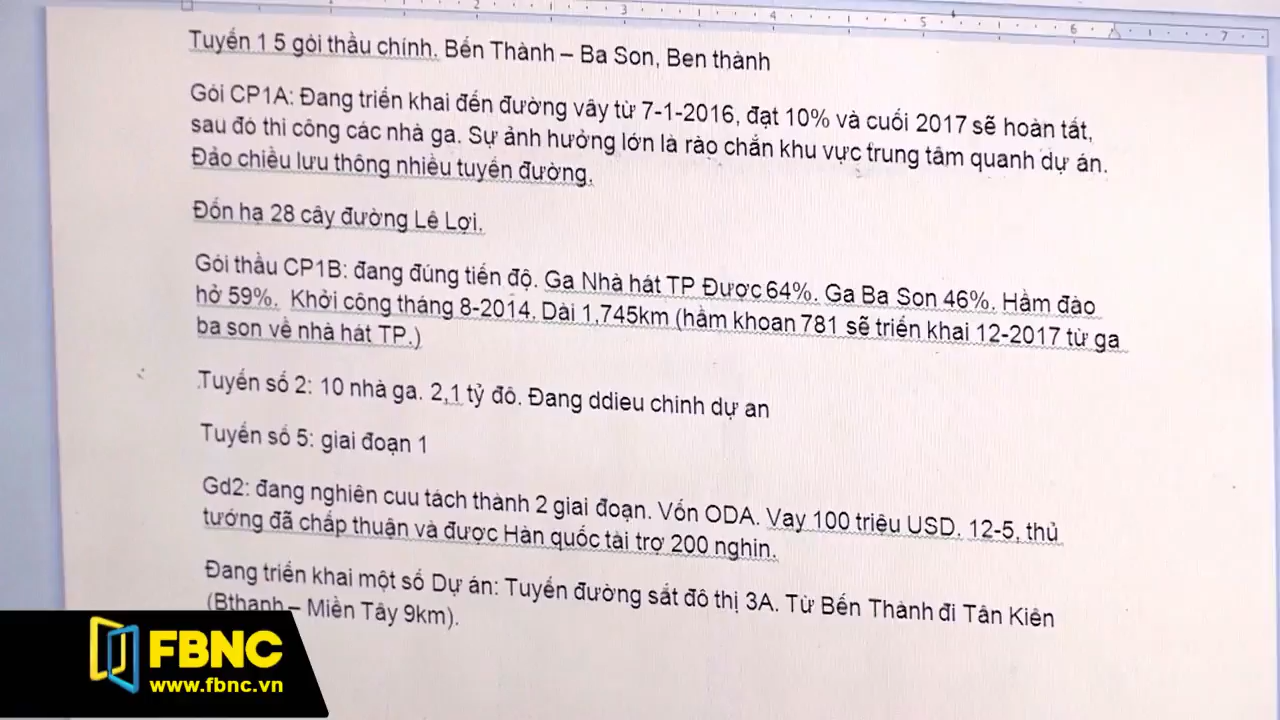 Tuyến 1 5 gòi thầu chính. Bến Thành – Ba Son, Ben thành
Gói CP1A: Đang triển khai đến đường vây từ 7-1-2016, đạt 10% và cuối 2017 sẽ hoàn tất,
sau đó thi công các nhà ga. Sự ảnh hưởng lớn là rào chắn khu vực trung tâm quanh dự án.
Đảo chiều lưu thông nhiều tuyến đường.
Đốn hạ 28 cây đường Lê Lợi.
Gói thầu CP1B: đang đúng tiến độ. Ga Nhà hát TP Được 64%. Ga Ba Son 46%. Hầm đào
hở 59%. Khởi công tháng 8-2014. Dài 1,745km (hầm khoan 781 sẽ triển khai 12-2017 từ ga
ba son về nhà hát TP.)
Tuyến số 2: 10 nhà ga. 2,1 tỷ đô. Đang ddieu chinh dự an
Tuyến số 5: giai đoạn 1
Gd2: đang nghiên cuu tách thành 2 giai đoạn. Vốn ODA. Vay 100 triệu USD. 12-5, thủ
tướng đã chấp thuận và được Hàn quốc tài trợ 200 nghin.
Đang triển khai một số Dự án: Tuyến đường sắt đô thị 3A. Từ Bến Thành đi Tân Kiên
(Bthanh – Miền Tây 9km).
FBNC
www.fbnc.vn